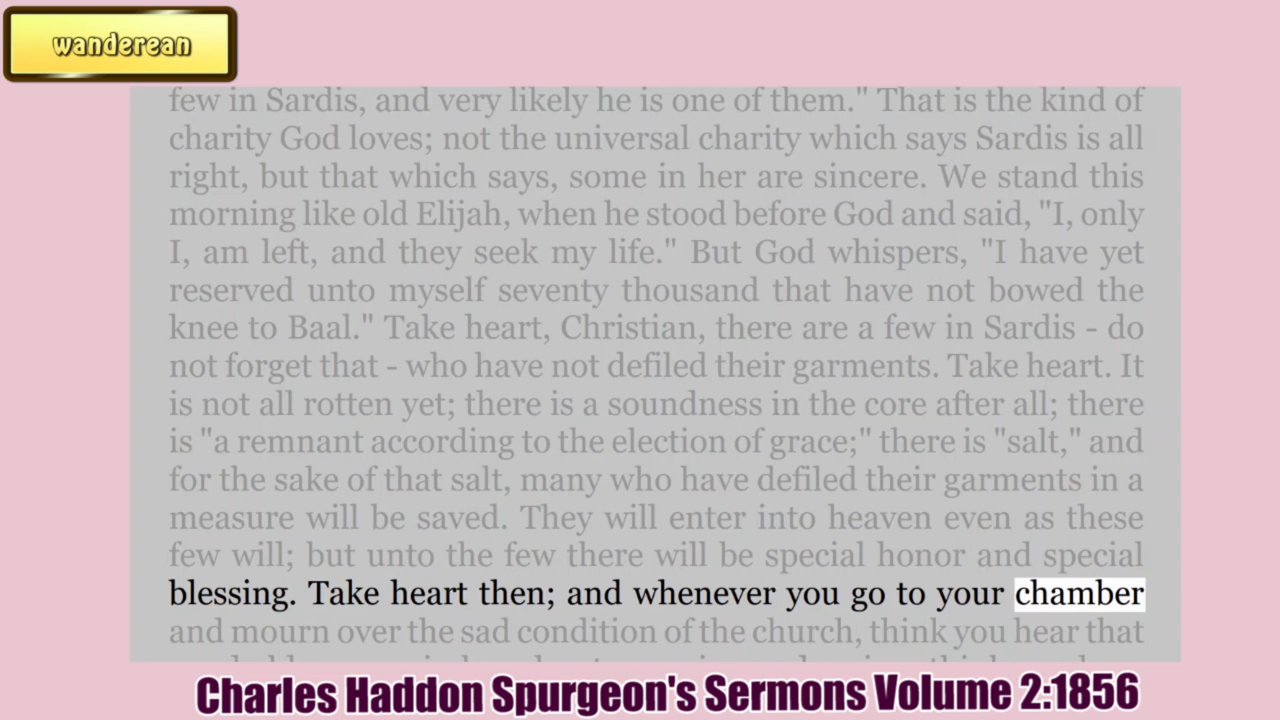 wanderean
few in Sardis, and very likely he is one of them." That is the kind of
charity God loves; not the universal charity which says Sardis is all
right, but that which says, some in her are sincere. We stand this
morning like old Elijah, when he stood before God and said, "I, only
I, am left, and they seek my life." But God whispers, "I have yet
reserved unto myself seventy thousand that have not bowed the
knee to Baal." Take heart, Christian, there are a few in Sardis - do
not forget that - who have not defiled their garments. Take heart. It
is not all rotten yet; there is a soundness in the core after all; there
is "a remnant according to the election of grace;" there is "salt," and
for the sake of that salt, many who have defiled their garments in a
measure will be saved. They will enter into heaven even as these
few will; but unto the few there will be special honor and special
blessing. Take heart then; and whenever you go to your chamber
and mourn over the sad condition of the church, think you hear that
Charles Haddon Spurgeon's Sermons Volume 2:1856